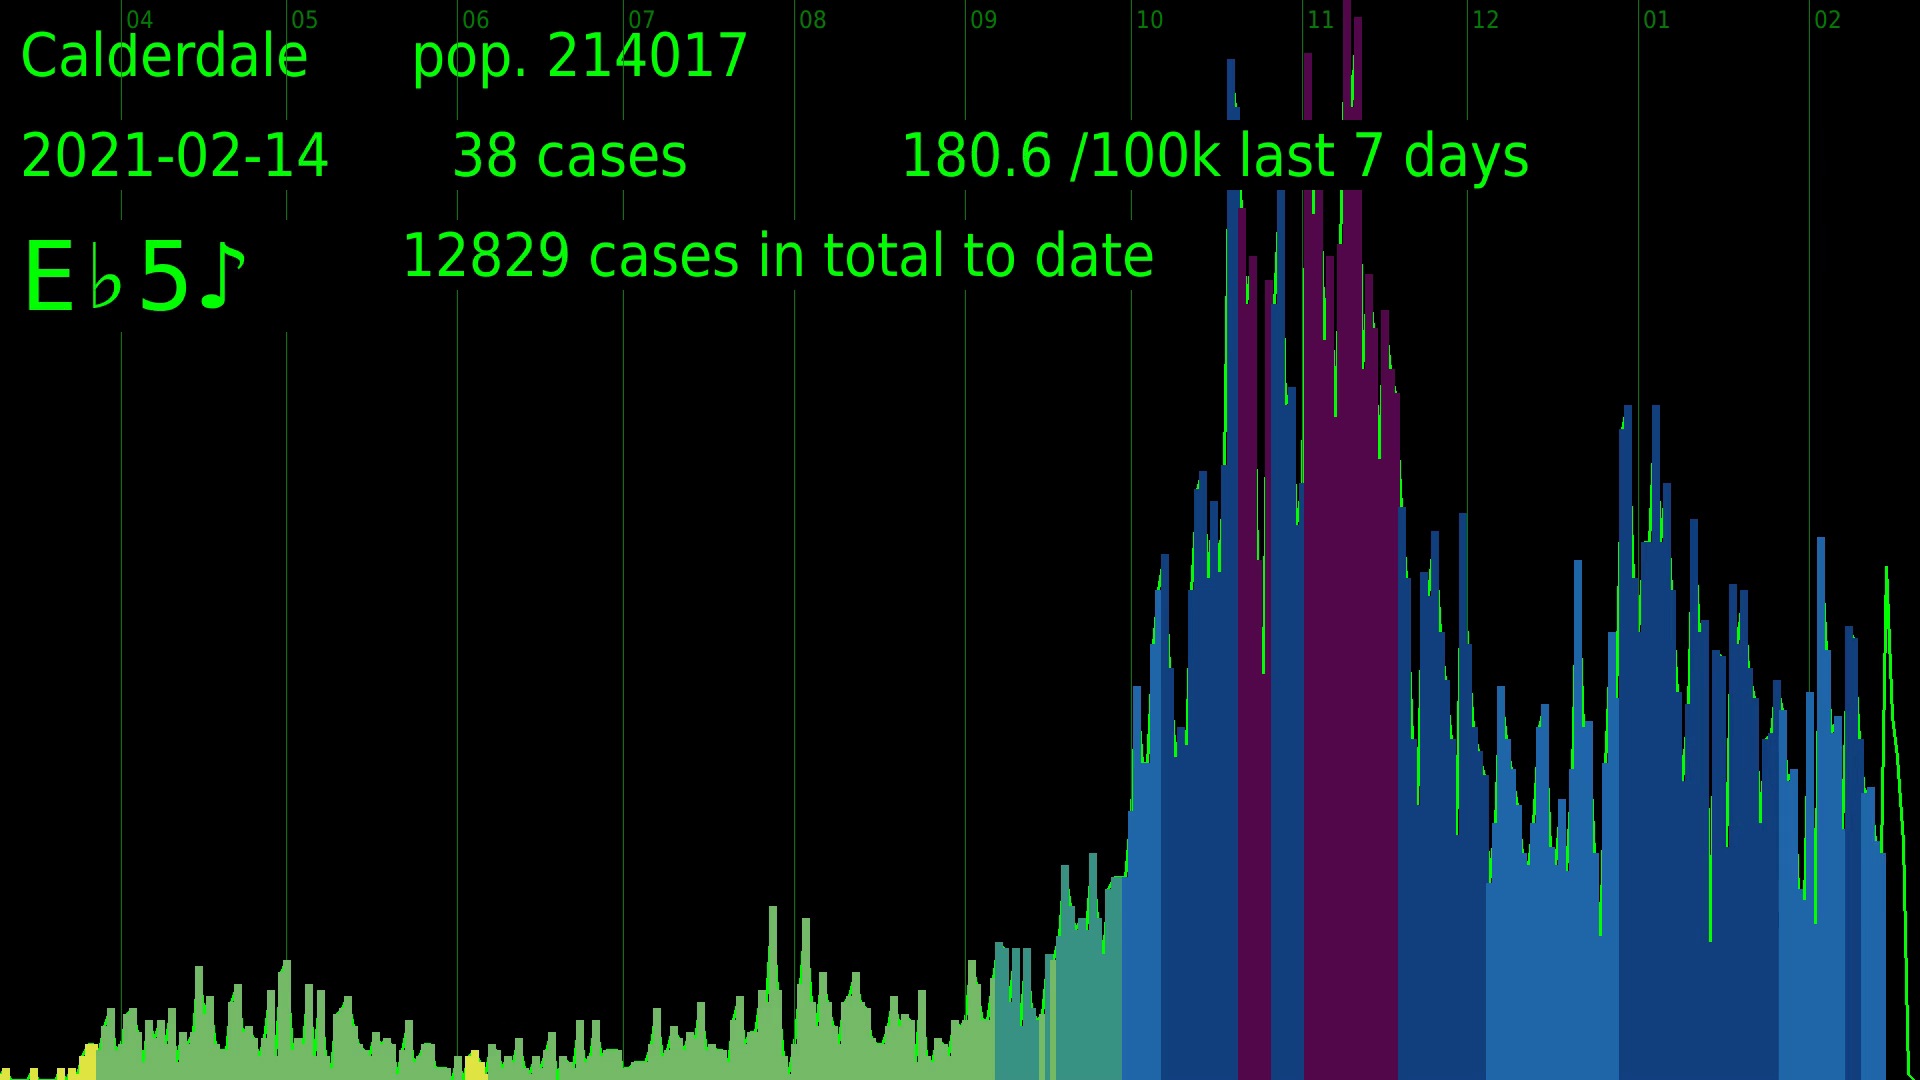 04 05 06 07 08 09 10 11 12 01 02
Calderdale pop. 214017
2021-02-14 38 cases 180.6 /100k last 7 days
E♭5♪ 12829 cases in total to date